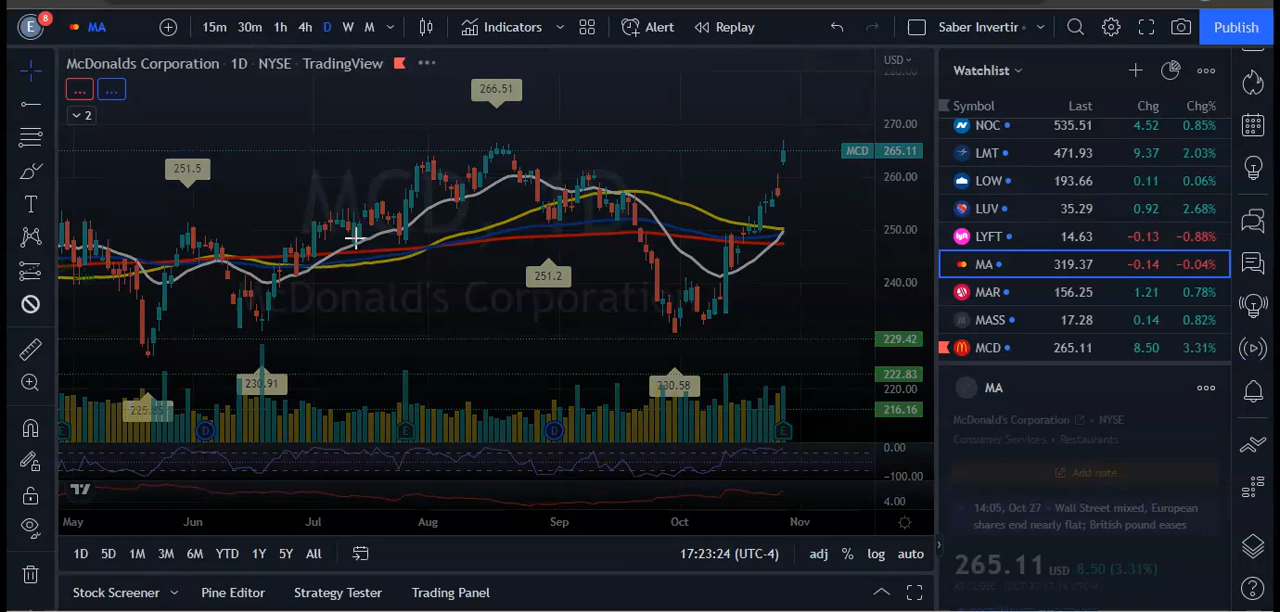 E 8 MA 15m 30m 1h 4h D W M Indicators Alert Replay Saber Invertir Publish
McDonalds Corporation · 1D · NYSE · TradingView
... ...
2
USD
280.00
270.00
MCD 265.11
260.00
250.00
240.00
229.42
222.83
220.00
216.16
0.00
−100.00
4.00
266.51
251.5
251.2
230.91
230.58
MCD, 1D
McDonald's Corporation
E D E D E
May Jun Jul Aug Sep Oct Nov
1D 5D 1M 3M 6M YTD 1Y 5Y All 17:23:24 (UTC-4) adj % log auto
Stock Screener Pine Editor Strategy Tester Trading Panel
Watchlist
Symbol Last Chg Chg%
NOC 535.51 4.52 0.85%
LMT 471.93 9.37 2.03%
LOW 193.66 0.11 0.06%
LUV 35.29 0.92 2.68%
LYFT 14.63 −0.13 −0.88%
MA 319.37 −0.14 −0.04%
MAR 156.25 1.21 0.78%
MASS 17.28 0.14 0.82%
MCD 265.11 8.50 3.31%
MA
McDonald's Corporation • NYSE
Consumer Services • Restaurants
Add note
14:05, Oct 27 • Wall Street mixed, European
shares end nearly flat; British pound eases
265.11 USD 8.50 (3.31%)